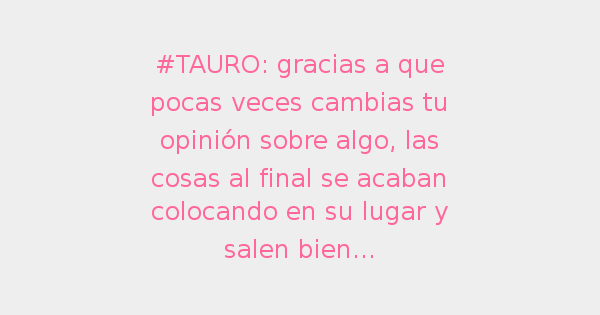 #TAURO: gracias a que
pocas veces cambias tu
opinión sobre algo, las
cosas al final se acaban
colocando en su lugar y
salen bien...